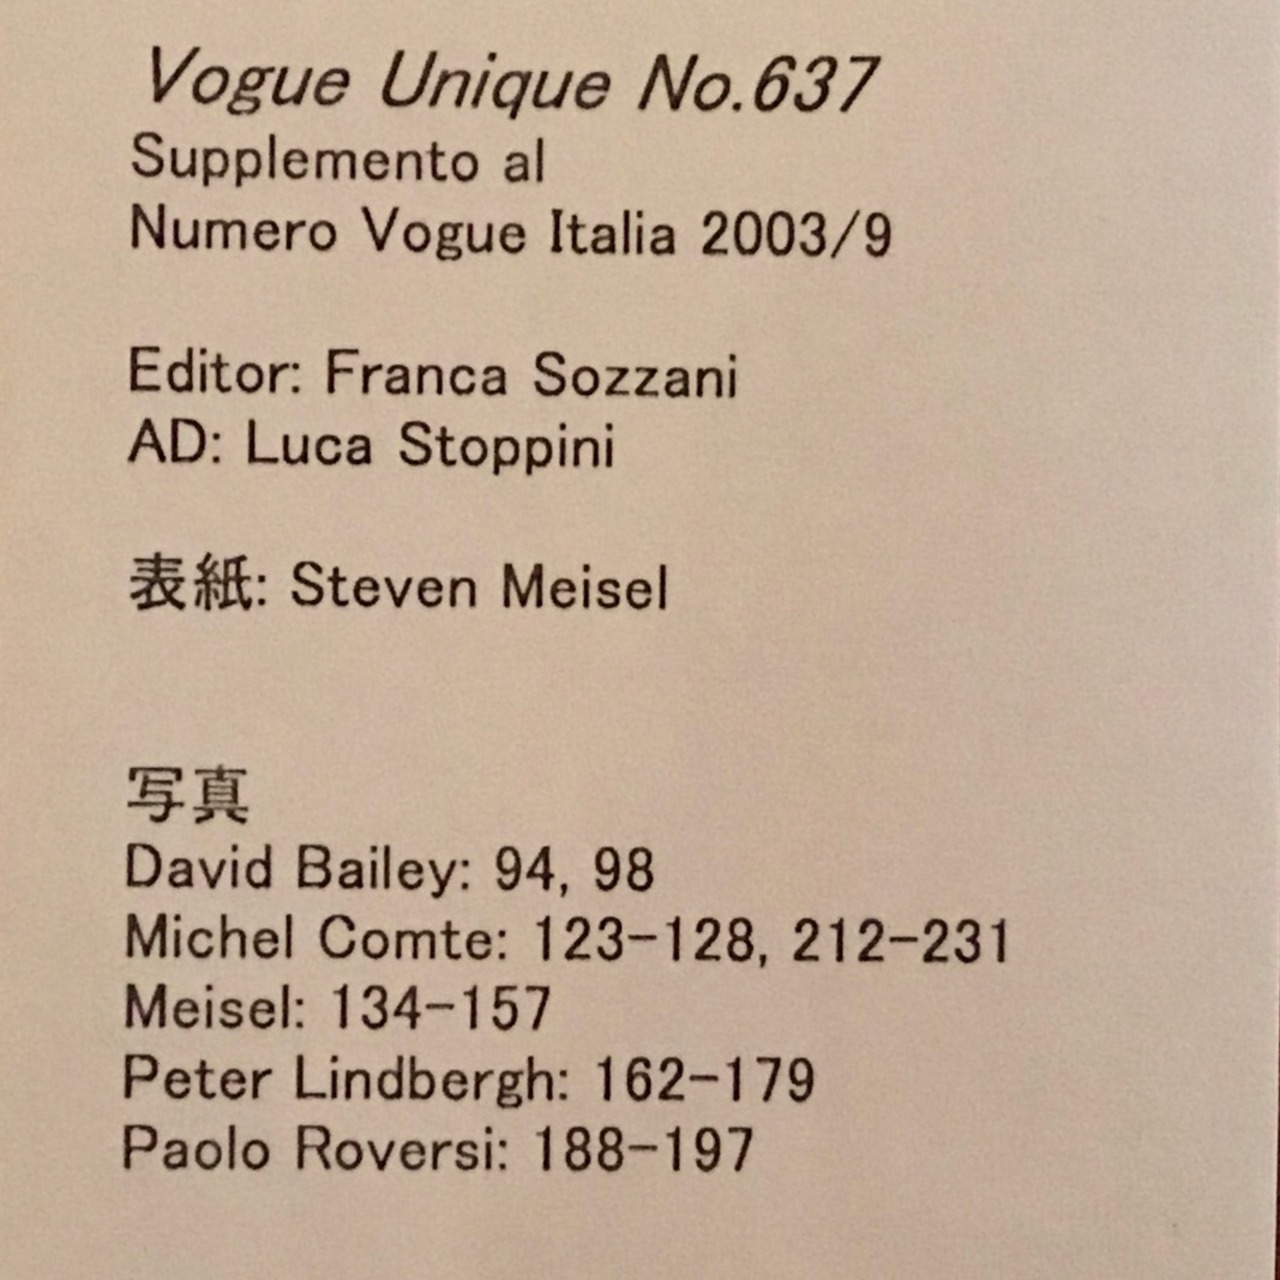 Vogue Unique No.637
Supplemento al
Numero Vogue Italia 2003/9
Editor: Franca Sozzani
AD: Luca Stoppini
表紙: Steven Meisel
写真
David Bailey: 94, 98
Michel Comte: 123-128, 212-231
Meisel: 134-157
Peter Lindbergh: 162-179
Paolo Roversi: 188-197